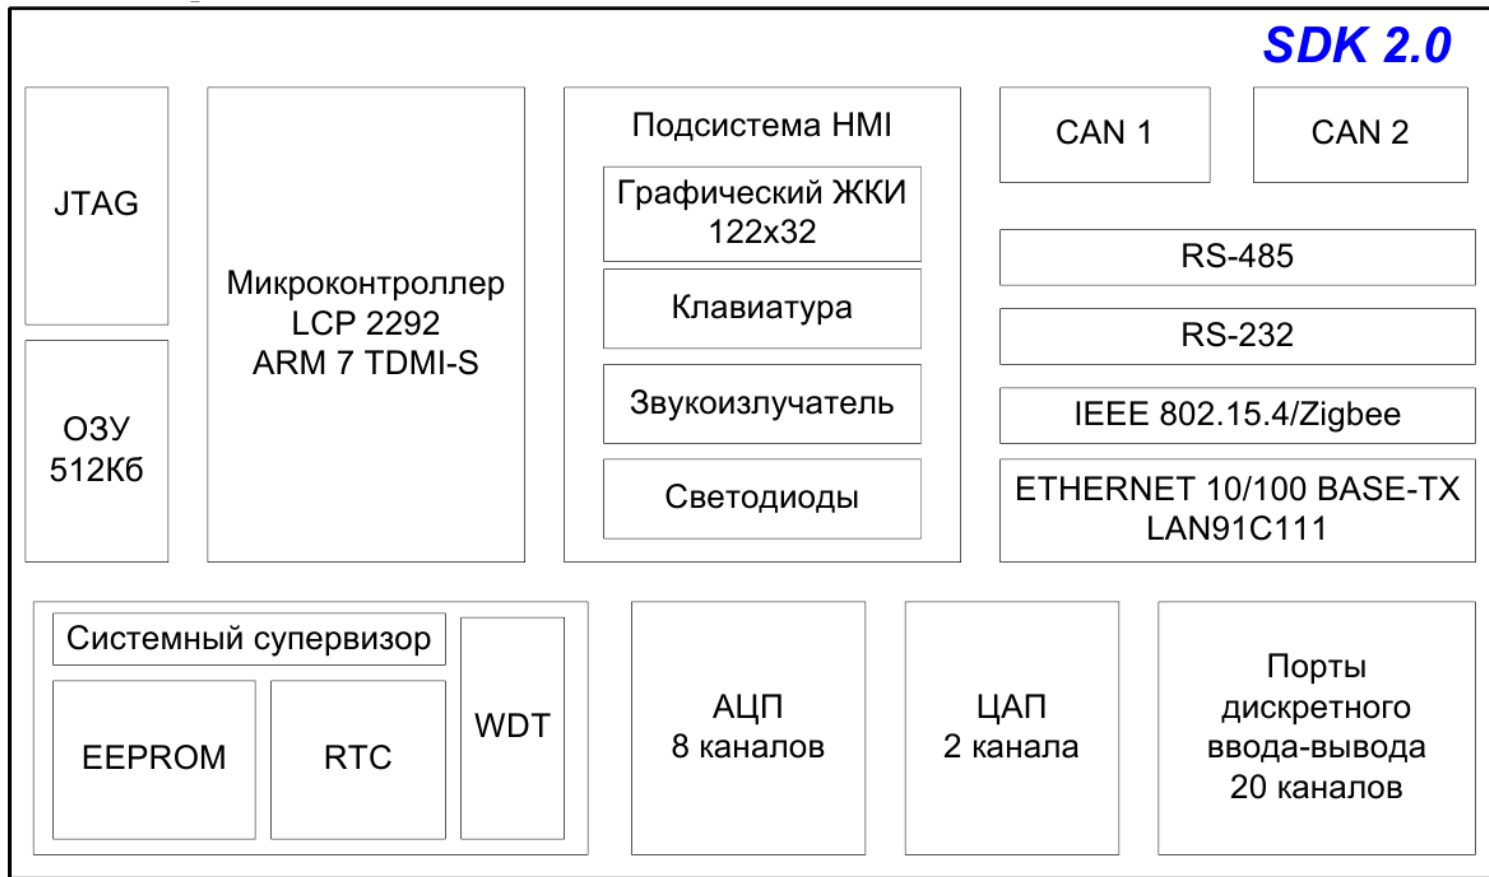 SDK 2.0
JTAG
ОЗУ
512Кб
Микроконтроллер
LCP 2292
ARM 7 TDMI-S
Подсистема HMI
Графический ЖКИ
122x32
Клавиатура
Звукоизлучатель
Светодиоды
CAN 1
CAN 2
RS-485
RS-232
IEEE 802.15.4/Zigbee
ETHERNET 10/100 BASE-TX
LAN91C111
Системный супервизор
EEPROM
RTC
WDT
АЦП
8 каналов
ЦАП
2 канала
Порты
дискретного
ввода-вывода
20 каналов